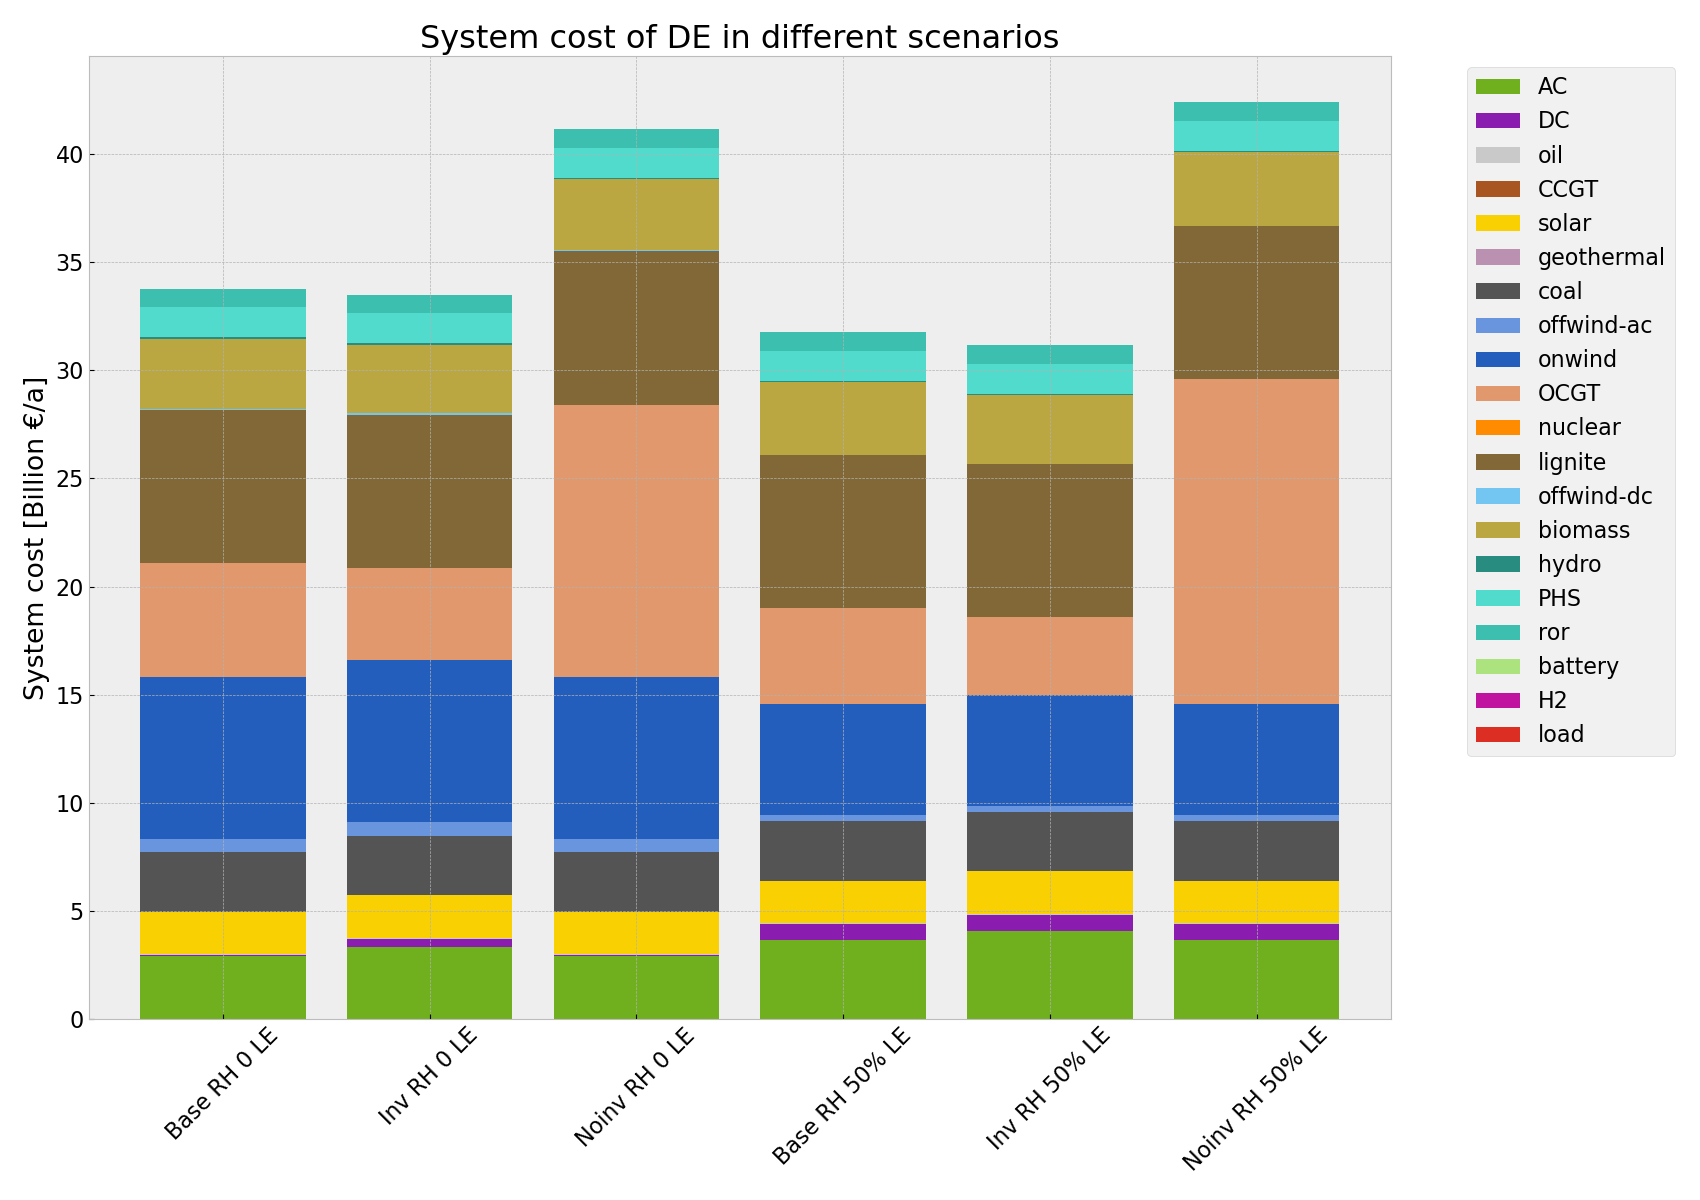 System cost of DE in different scenarios
System cost [Billion €/a]
40
35
30
25
20
15
10
5
0
Base RH 0 LE
Inv RH 0 LE
Noinv RH 0 LE
Base RH 50% LE
Inv RH 50% LE
Noinv RH 50% LE
AC
DC
oil
CCGT
solar
geothermal
coal
offwind-ac
onwind
OCGT
nuclear
lignite
offwind-dc
biomass
hydro
PHS
ror
battery
H2
load